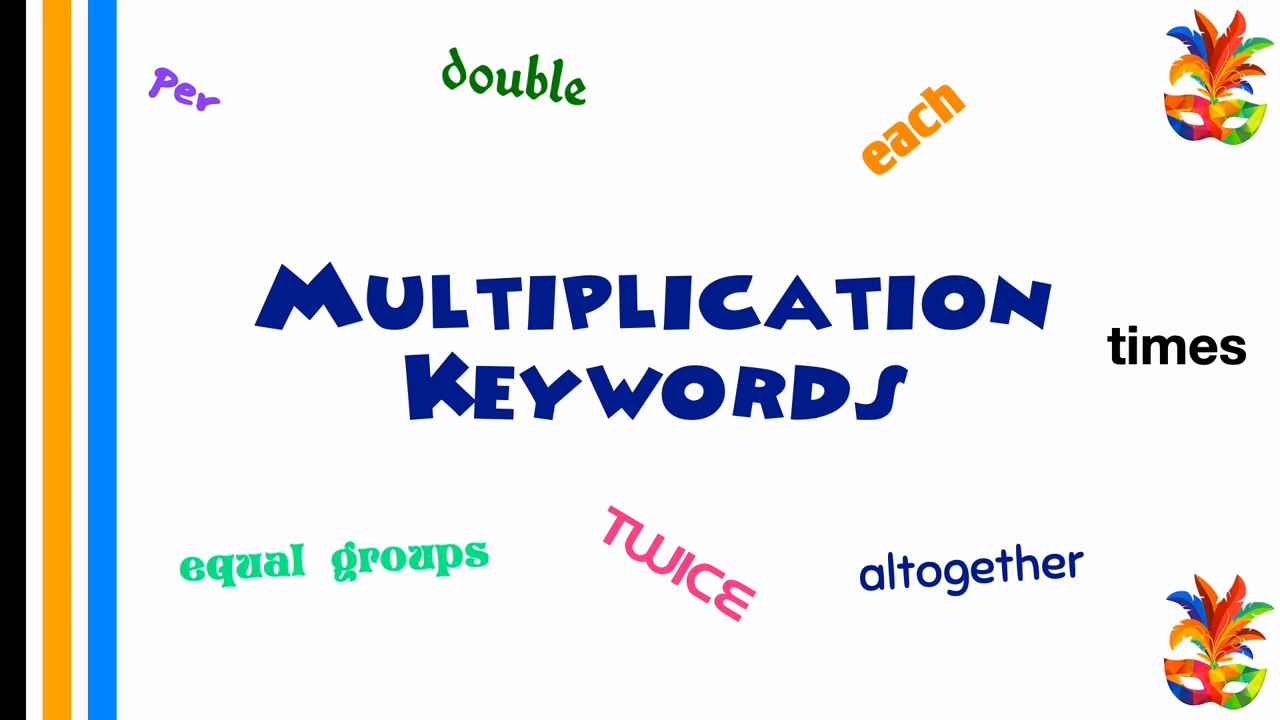 per
double
each
MULTIPLICATION
KEYWORDS
times
equal groups
TWICE
altogether